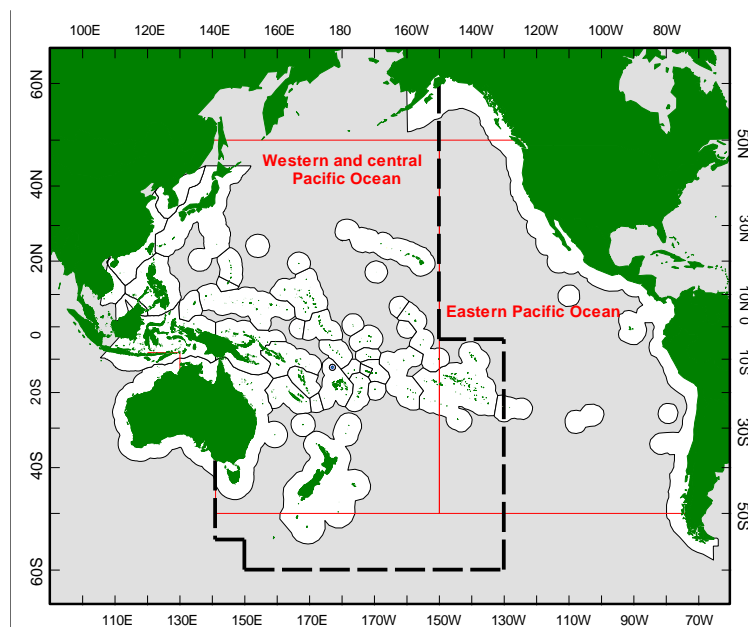 100E 120E 140E 160E 180 160W 140W 120W 100W 80W
60N
50N
Western and central
Pacific Ocean
40N
30N
20N
10N
Eastern Pacific Ocean
0
0
10S
20S
30S
40S
50S
60S
110E 130E 150E 170E 170W 150W 130W 110W 90W 70W